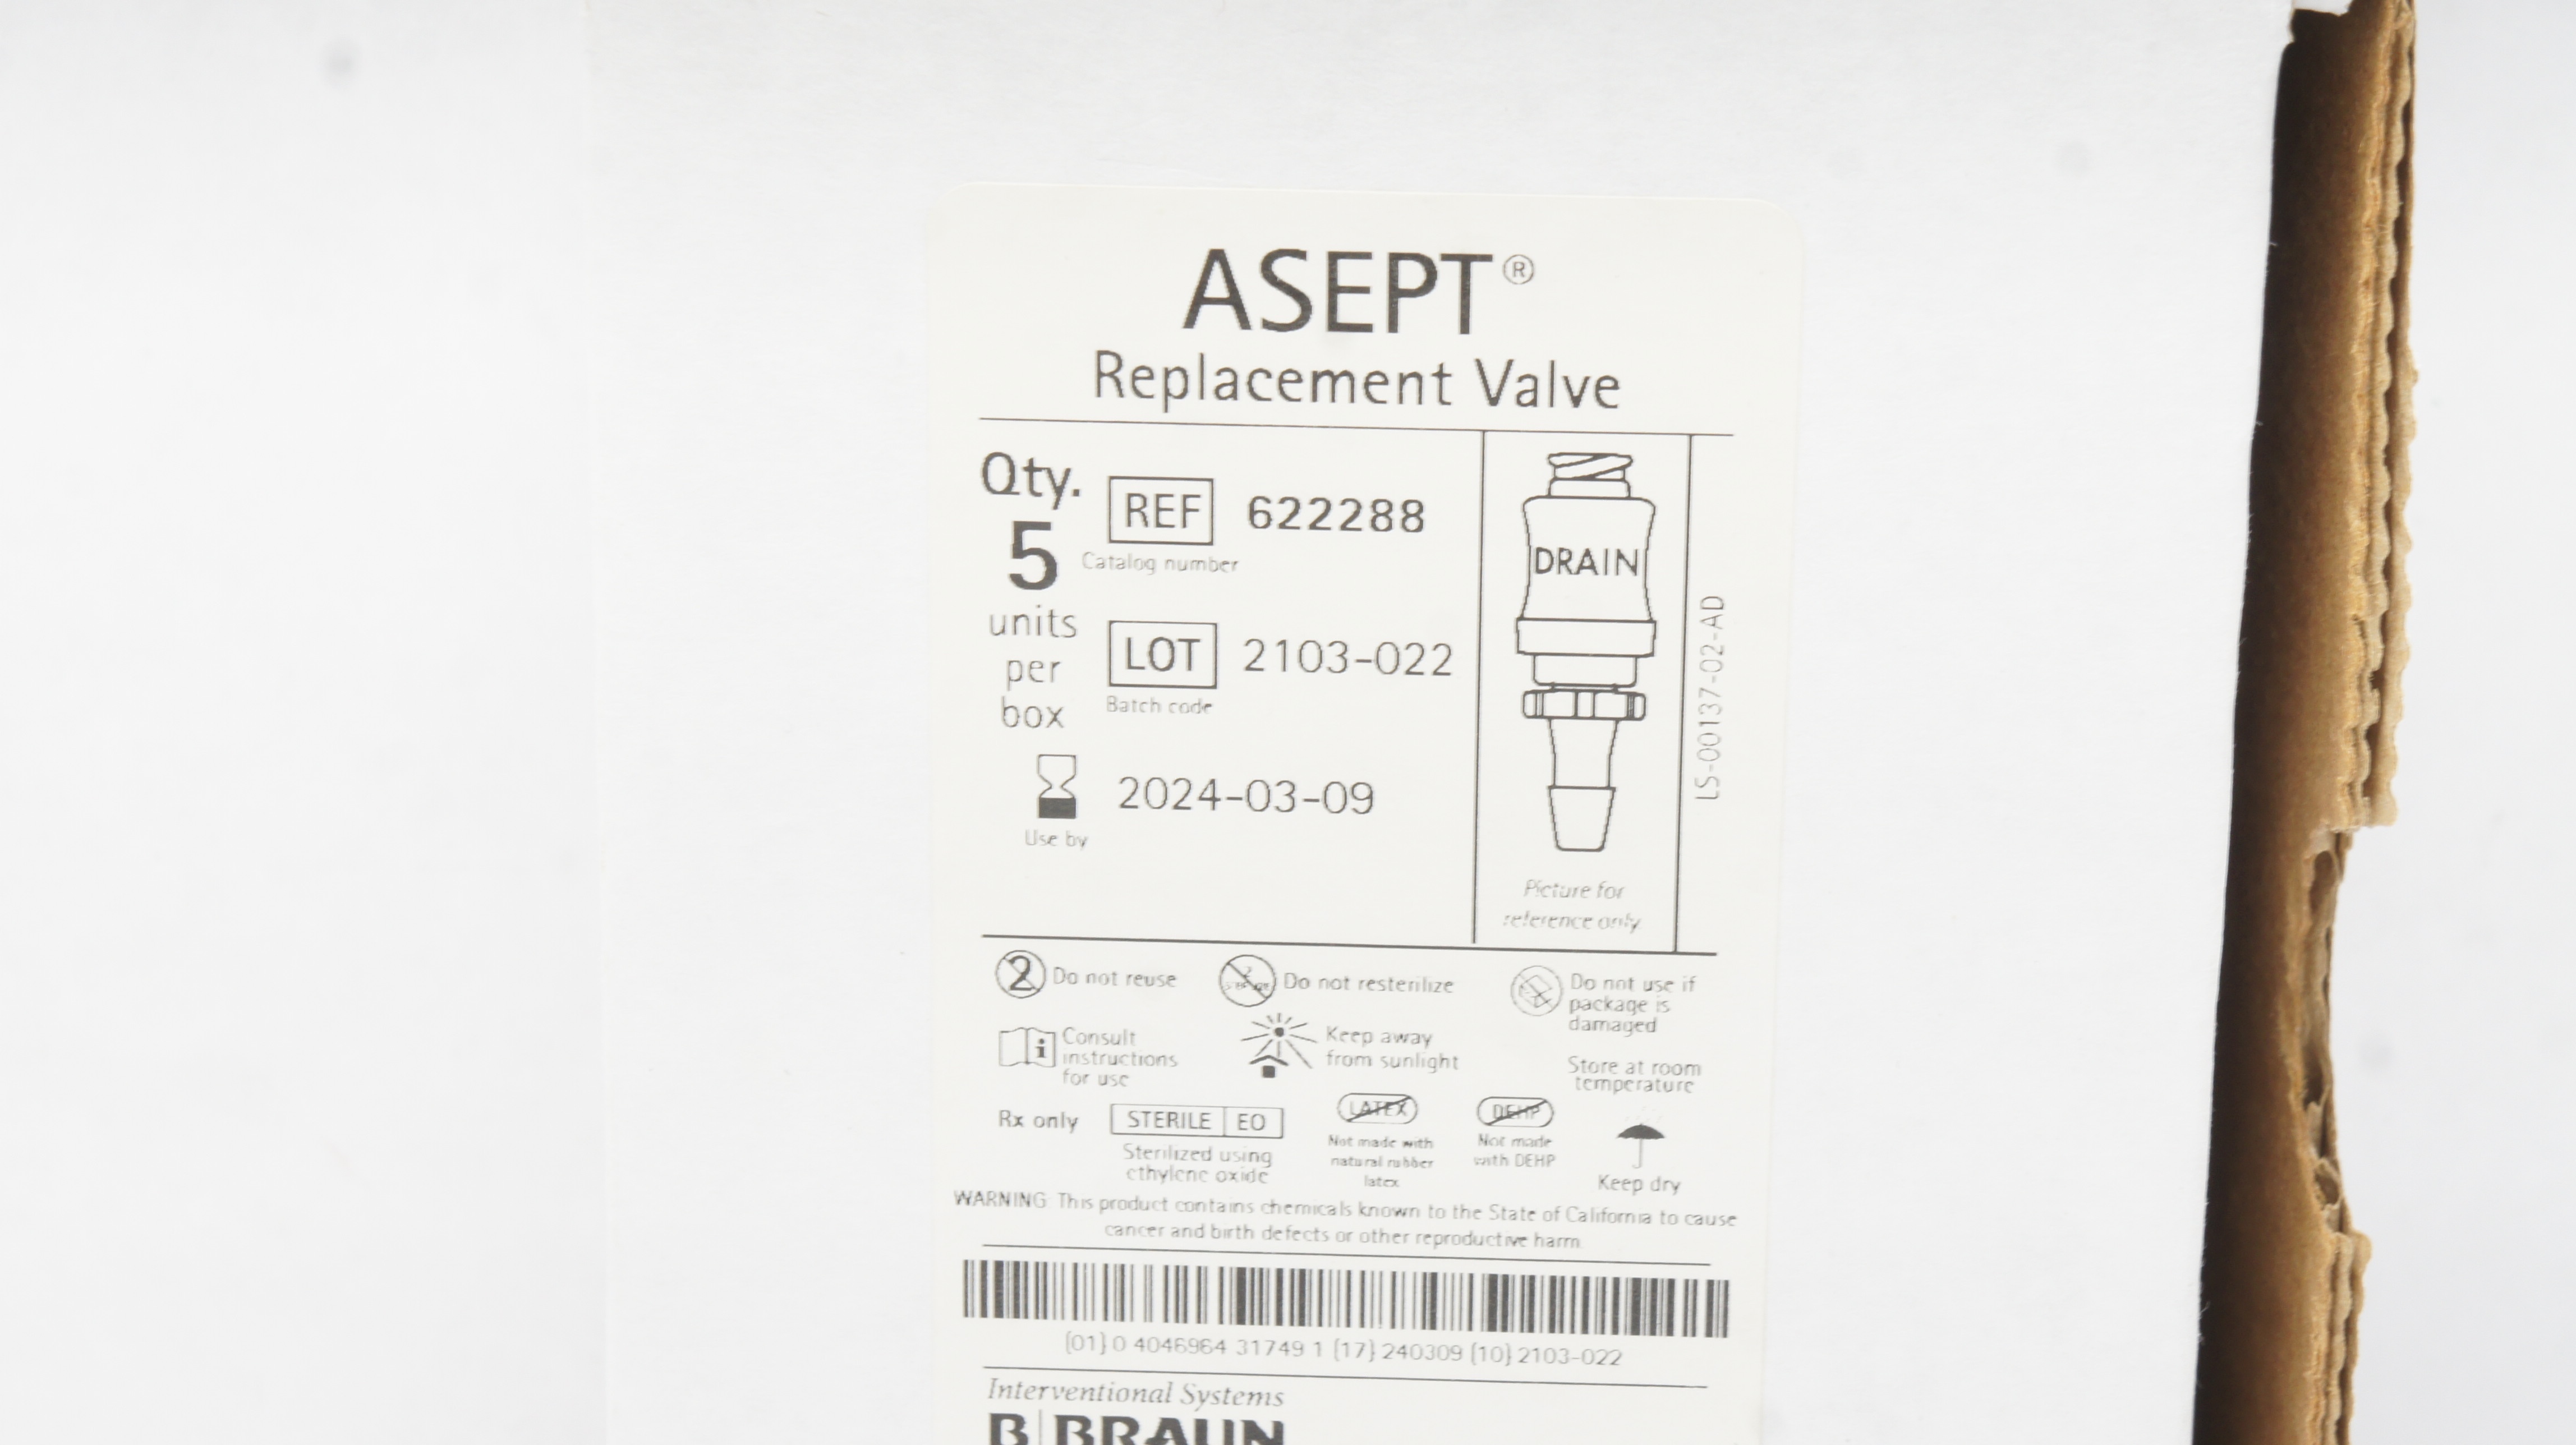 ASEPT®
Replacement Valve
Qty.
5
units
per
box
REF 622288
Catalog number
LOT 2103-022
Batch code
2024-03-09
Use by
DRAIN
Picture for
reference only.
LS-00137-02-AD
2 Do not reuse
Do not resterilize
Do not use if
package is
damaged
i Consult
instructions
for use
Keep away
from sunlight
Store at room
temperature
Rx only
STERILE EO
Sterilized using
ethylene oxide
LATEX
Not made with
natural rubber
latex
DEHP
Not made
with DEHP
Keep dry
WARNING: This product contains chemicals known to the State of California to cause
cancer and birth defects or other reproductive harm.
(01) 0 4046964 31749 1 (17) 240309 (10) 2103-022
Interventional Systems
B BRAUN